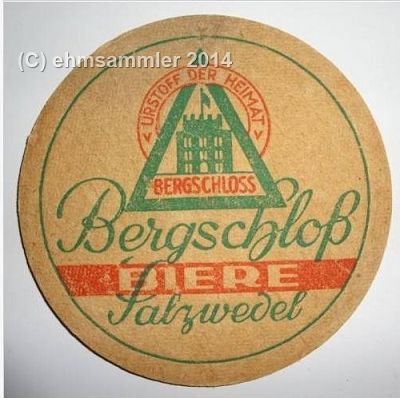 (C) ehmsammler 2014
< URSTOFF DER HEIMAT >
BERGSCHLOSS
Bergschloß
BIERE
Salzwedel